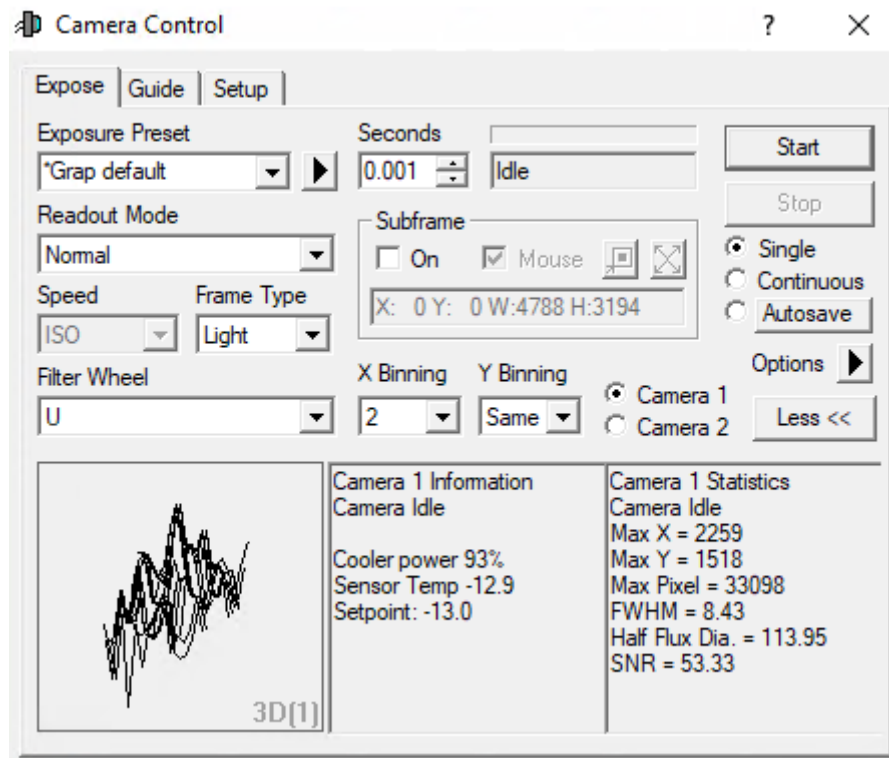 Camera Control
?
Expose Guide Setup
Exposure Preset
*Grap default
Seconds
0.001
Idle
Start
Stop
Readout Mode
Normal
Subframe
On Mouse
X: 0 Y: 0 W:4788 H:3194
Single
Continuous
Autosave
Speed
ISO
Frame Type
Light
Filter Wheel
U
X Binning
2
Y Binning
Same
Camera 1
Camera 2
Options
Less <<
3D(1)
Camera 1 Information
Camera Idle
Cooler power 93%
Sensor Temp -12.9
Setpoint: -13.0
Camera 1 Statistics
Camera Idle
Max X = 2259
Max Y = 1518
Max Pixel = 33098
FWHM = 8.43
Half Flux Dia. = 113.95
SNR = 53.33